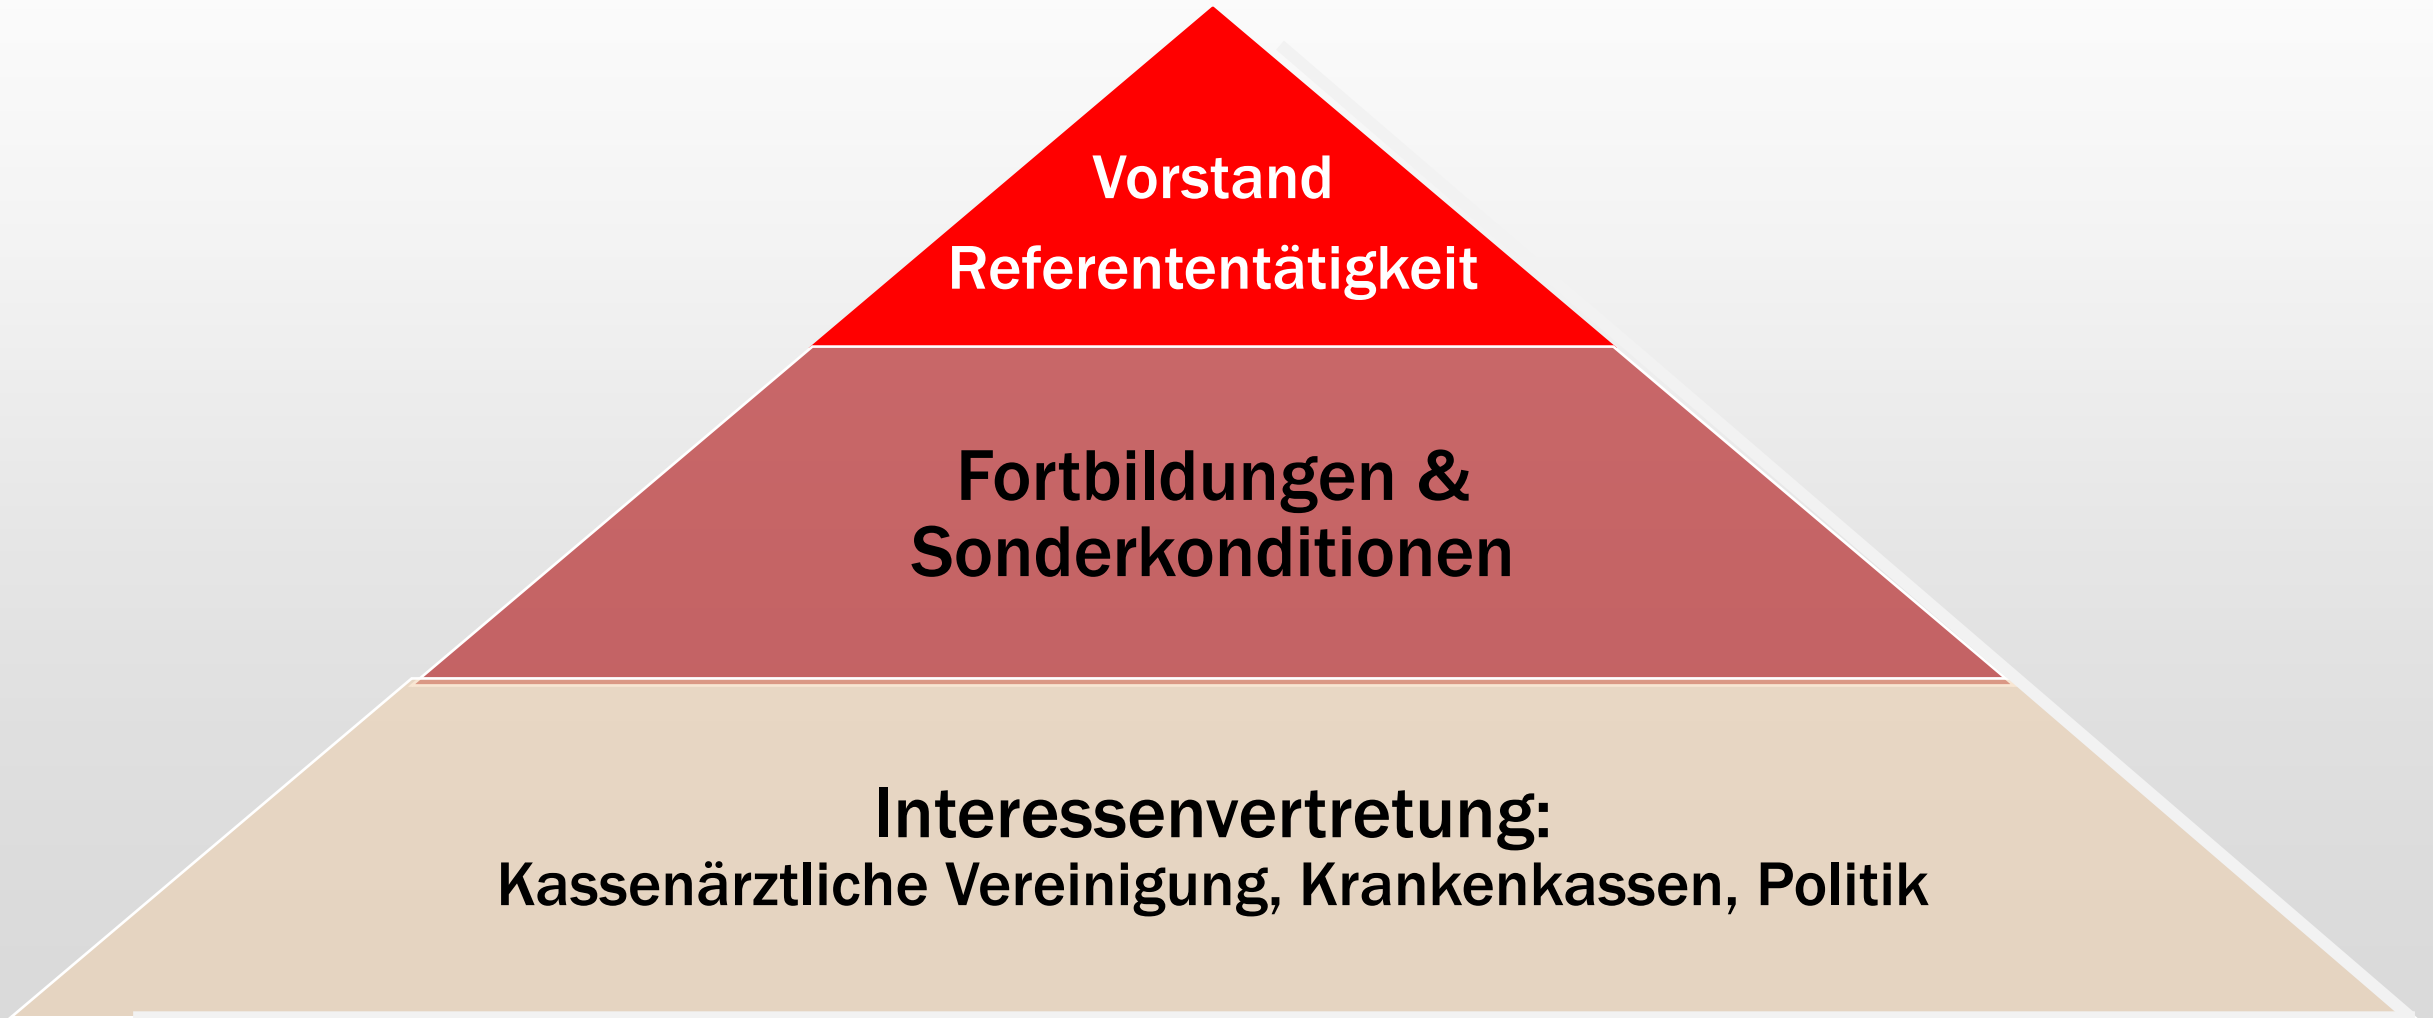 Vorstand
Referententätigkeit
Fortbildungen &
Sonderkonditionen
Interessenvertretung:
Kassenärztliche Vereinigung, Krankenkassen, Politik